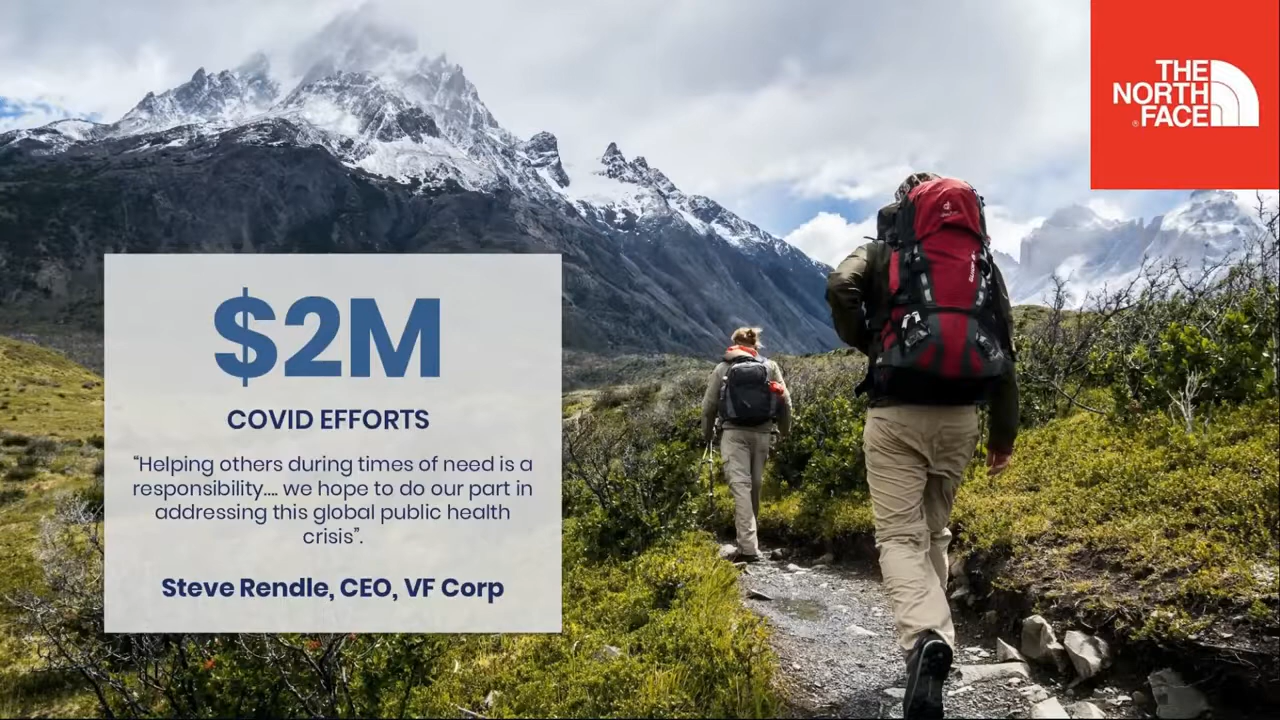 THE
NORTH
FACE
$2M
COVID EFFORTS
“Helping others during times of need is a
responsibility.... we hope to do our part in
addressing this global public health
crisis”.
Steve Rendle, CEO, VF Corp